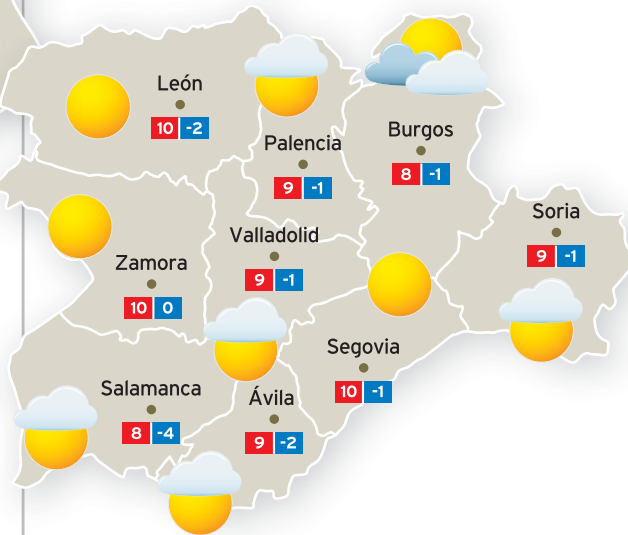 León
10 -2
Palencia
9 -1
Burgos
8 -1
Soria
9 -1
Valladolid
9 -1
Zamora
10 0
Segovia
10 -1
Salamanca
8 -4
Ávila
9 -2